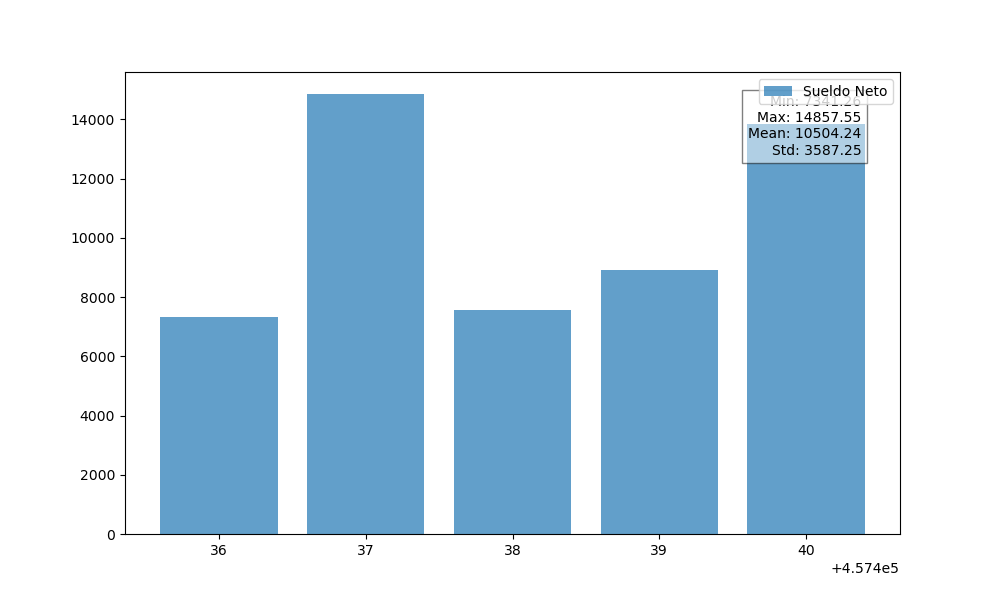 Sueldo Neto
Min: 7341.26
Max: 14857.55
Mean: 10504.24
Std: 3587.25
14000
12000
10000
8000
6000
4000
2000
0
36 37 38 39 40
+4.574e5